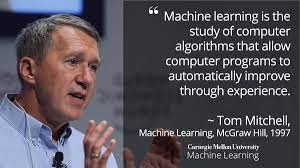 “ Machine learning is the
study of computer
algorithms that allow
computer programs to
automatically improve
through experience.
~ Tom Mitchell,
Machine Learning, McGraw Hill, 1997
Carnegie Mellon University
Machine Learning